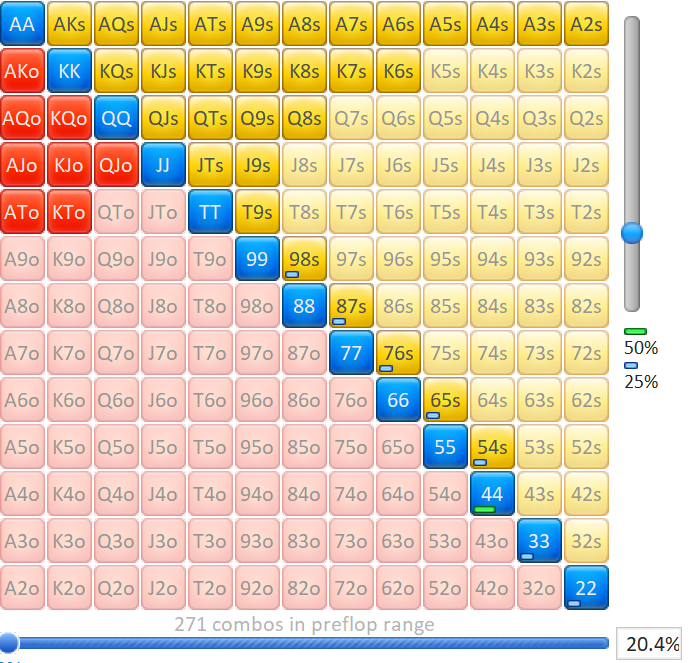 AA AKs AQs AJs ATs A9s A8s A7s A6s A5s A4s A3s A2s
AKo KK KQs KJs KTs K9s K8s K7s K6s K5s K4s K3s K2s
AQo KQo QQ QJs QTs Q9s Q8s Q7s Q6s Q5s Q4s Q3s Q2s
AJo KJo QJo JJ JTs J9s J8s J7s J6s J5s J4s J3s J2s
ATo KTo QTo JTo TT T9s T8s T7s T6s T5s T4s T3s T2s
A9o K9o Q9o J9o T9o 99 98s 97s 96s 95s 94s 93s 92s
A8o K8o Q8o J8o T8o 98o 88 87s 86s 85s 84s 83s 82s
A7o K7o Q7o J7o T7o 97o 87o 77 76s 75s 74s 73s 72s
50%
25%
A6o K6o Q6o J6o T6o 96o 86o 76o 66 65s 64s 63s 62s
A5o K5o Q5o J5o T5o 95o 85o 75o 65o 55 54s 53s 52s
A4o K4o Q4o J4o T4o 94o 84o 74o 64o 54o 44 43s 42s
A3o K3o Q3o J3o T3o 93o 83o 73o 63o 53o 43o 33 32s
A2o K2o Q2o J2o T2o 92o 82o 72o 62o 52o 42o 32o 22
271 combos in preflop range
20.4%